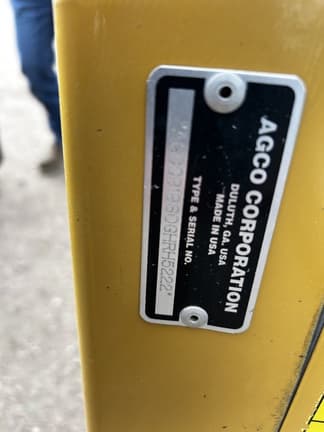 AGCO CORPORATION
DULUTH, GA. USA
MADE IN USA
TYPE & SERIAL NO.